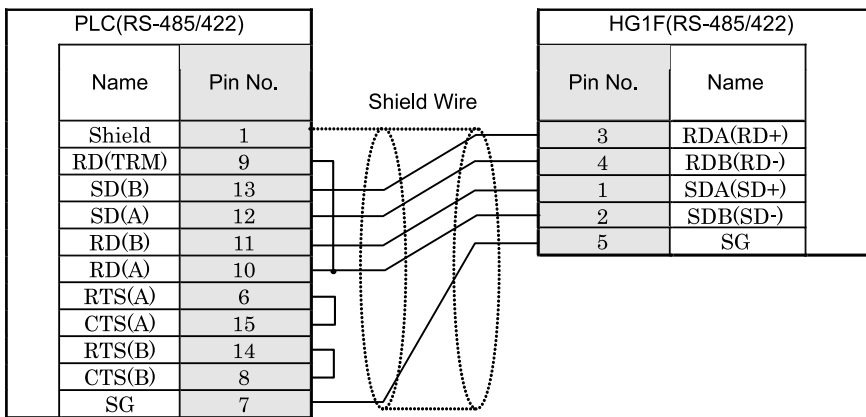 PLC(RS-485/422)
Name Pin No.
Shield 1
RD(TRM) 9
SD(B) 13
SD(A) 12
RD(B) 11
RD(A) 10
RTS(A) 6
CTS(A) 15
RTS(B) 14
CTS(B) 8
SG 7
Shield Wire
HG1F(RS-485/422)
Pin No. Name
3 RDA(RD+)
4 RDB(RD-)
1 SDA(SD+)
2 SDB(SD-)
5 SG